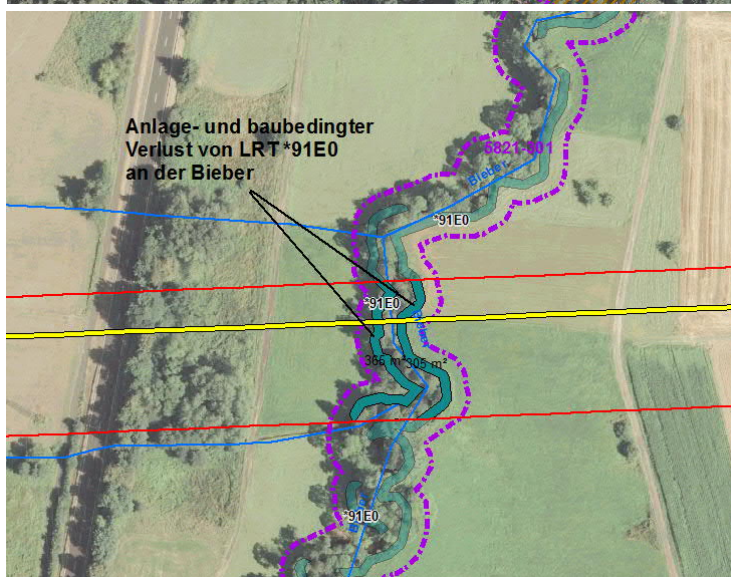 Anlage- und baubedingter
Verlust von LRT *91E0
an der Bieber
5821-301
Bieber
*91E0
*91E0
365 m² 305 m²
*91E0